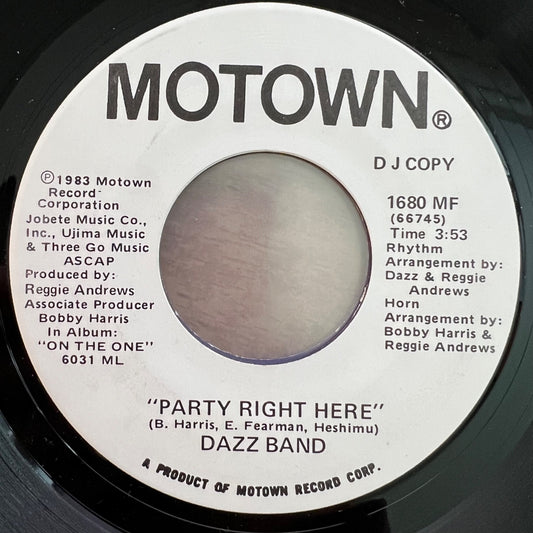 MOTOWN®
D J COPY
℗1983 Motown
Record
Corporation
Jobete Music Co.,
Inc., Ujima Music
& Three Go Music
ASCAP
Produced by:
Reggie Andrews
Associate Producer
Bobby Harris
In Album:
"ON THE ONE"
6031 ML
1680 MF
(66745)
Time 3:53
Rhythm
Arrangement by:
Dazz & Reggie
Andrews
Horn
Arrangement by:
Bobby Harris &
Reggie Andrews
"PARTY RIGHT HERE"
(B. Harris, E. Fearman, Heshimu)
DAZZ BAND
A PRODUCT OF MOTOWN RECORD CORP.